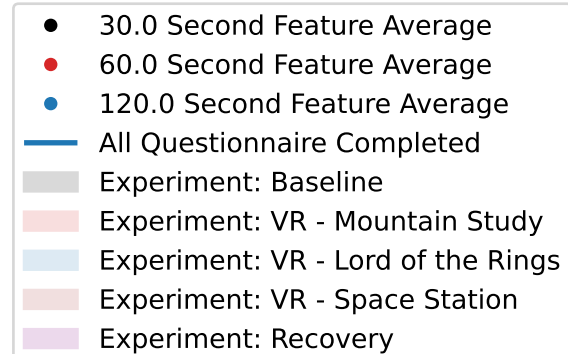 30.0 Second Feature Average
60.0 Second Feature Average
120.0 Second Feature Average
All Questionnaire Completed
Experiment: Baseline
Experiment: VR - Mountain Study
Experiment: VR - Lord of the Rings
Experiment: VR - Space Station
Experiment: Recovery